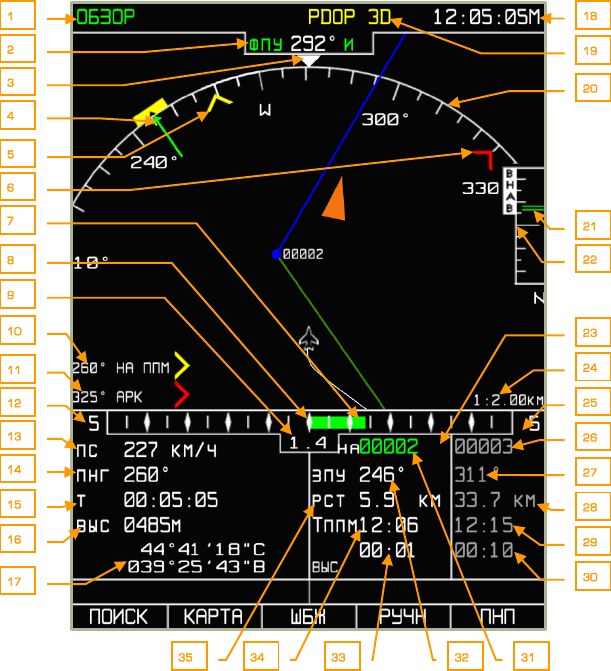 1 ОБЗОР PDOP 3D 12:05:05М 18
2 ФПУ 292° И 19
3
4 W 300° 20
5 240°
6 330 ВНАВ
7 21
8 00002 22
9 10° N
10 260° НА ППМ 23
11 325° АРК 1:2.00КМ 24
12 5 5 25
13 ПС 227 КМ/Ч 1.4 НА 00002 00003 26
14 ПНГ 260° ЗПУ 246° 311° 27
15 Т 00:05:05 РСТ 5.9 КМ 33.7 КМ 28
16 ВЫС 0485М Тппм 12:06 12:15 29
44°41'18"С 00:01 00:10 30
17 039°25'43"В ВЫС
ПОИСК КАРТА ШБЖ РУЧН ПНП
35 34 33 32 31